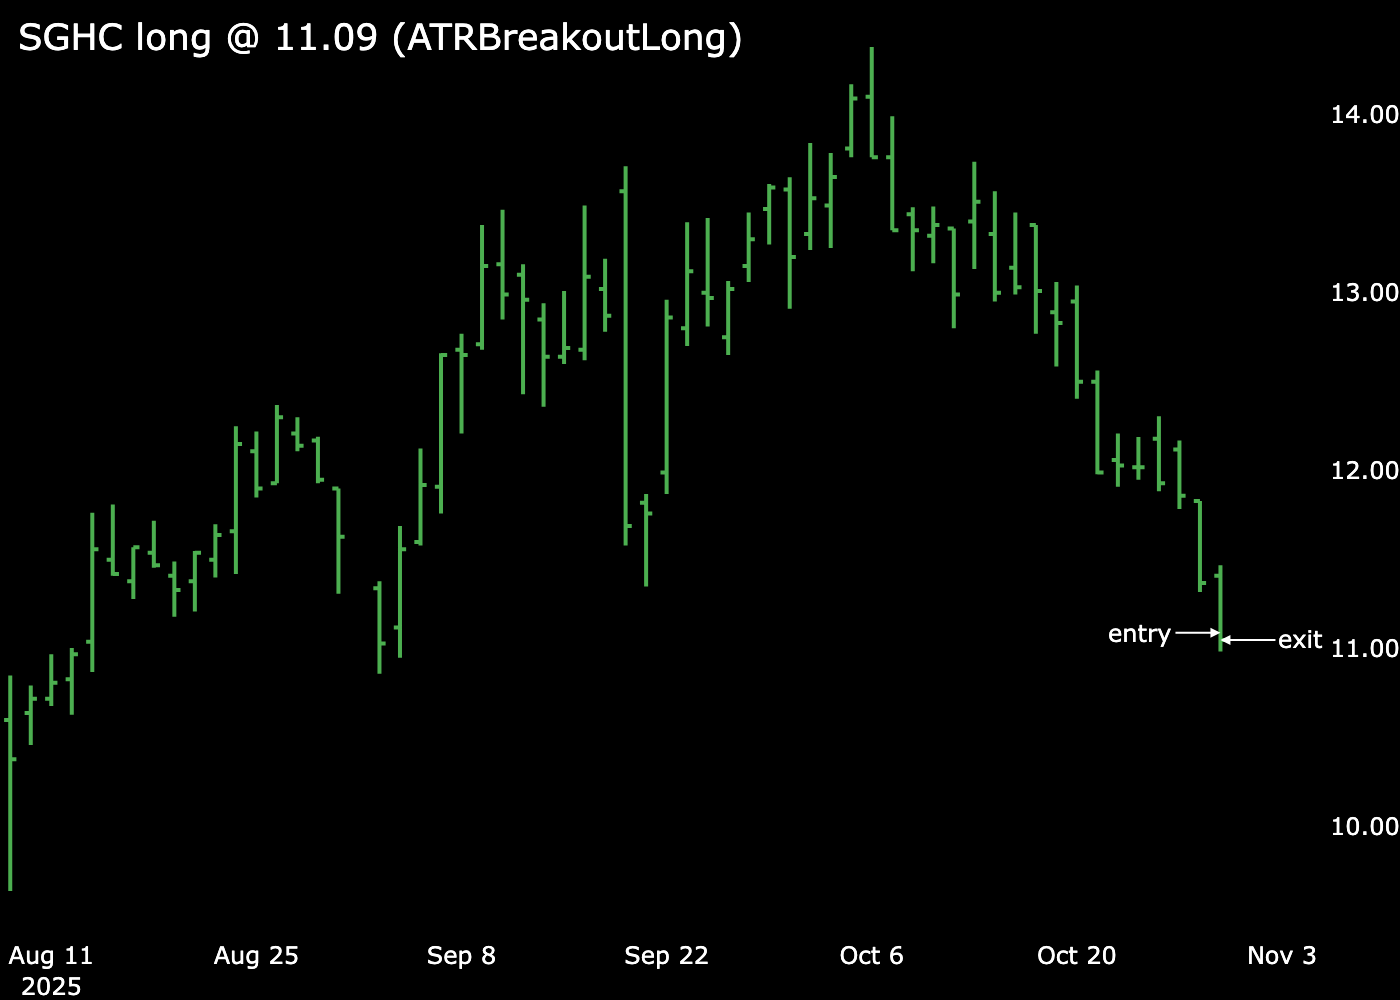 SGHC long @ 11.09 (ATRBreakoutLong)
14.00
13.00
12.00
entry
exit
11.00
10.00
Aug 11
2025
Aug 25
Sep 8
Sep 22
Oct 6
Oct 20
Nov 3